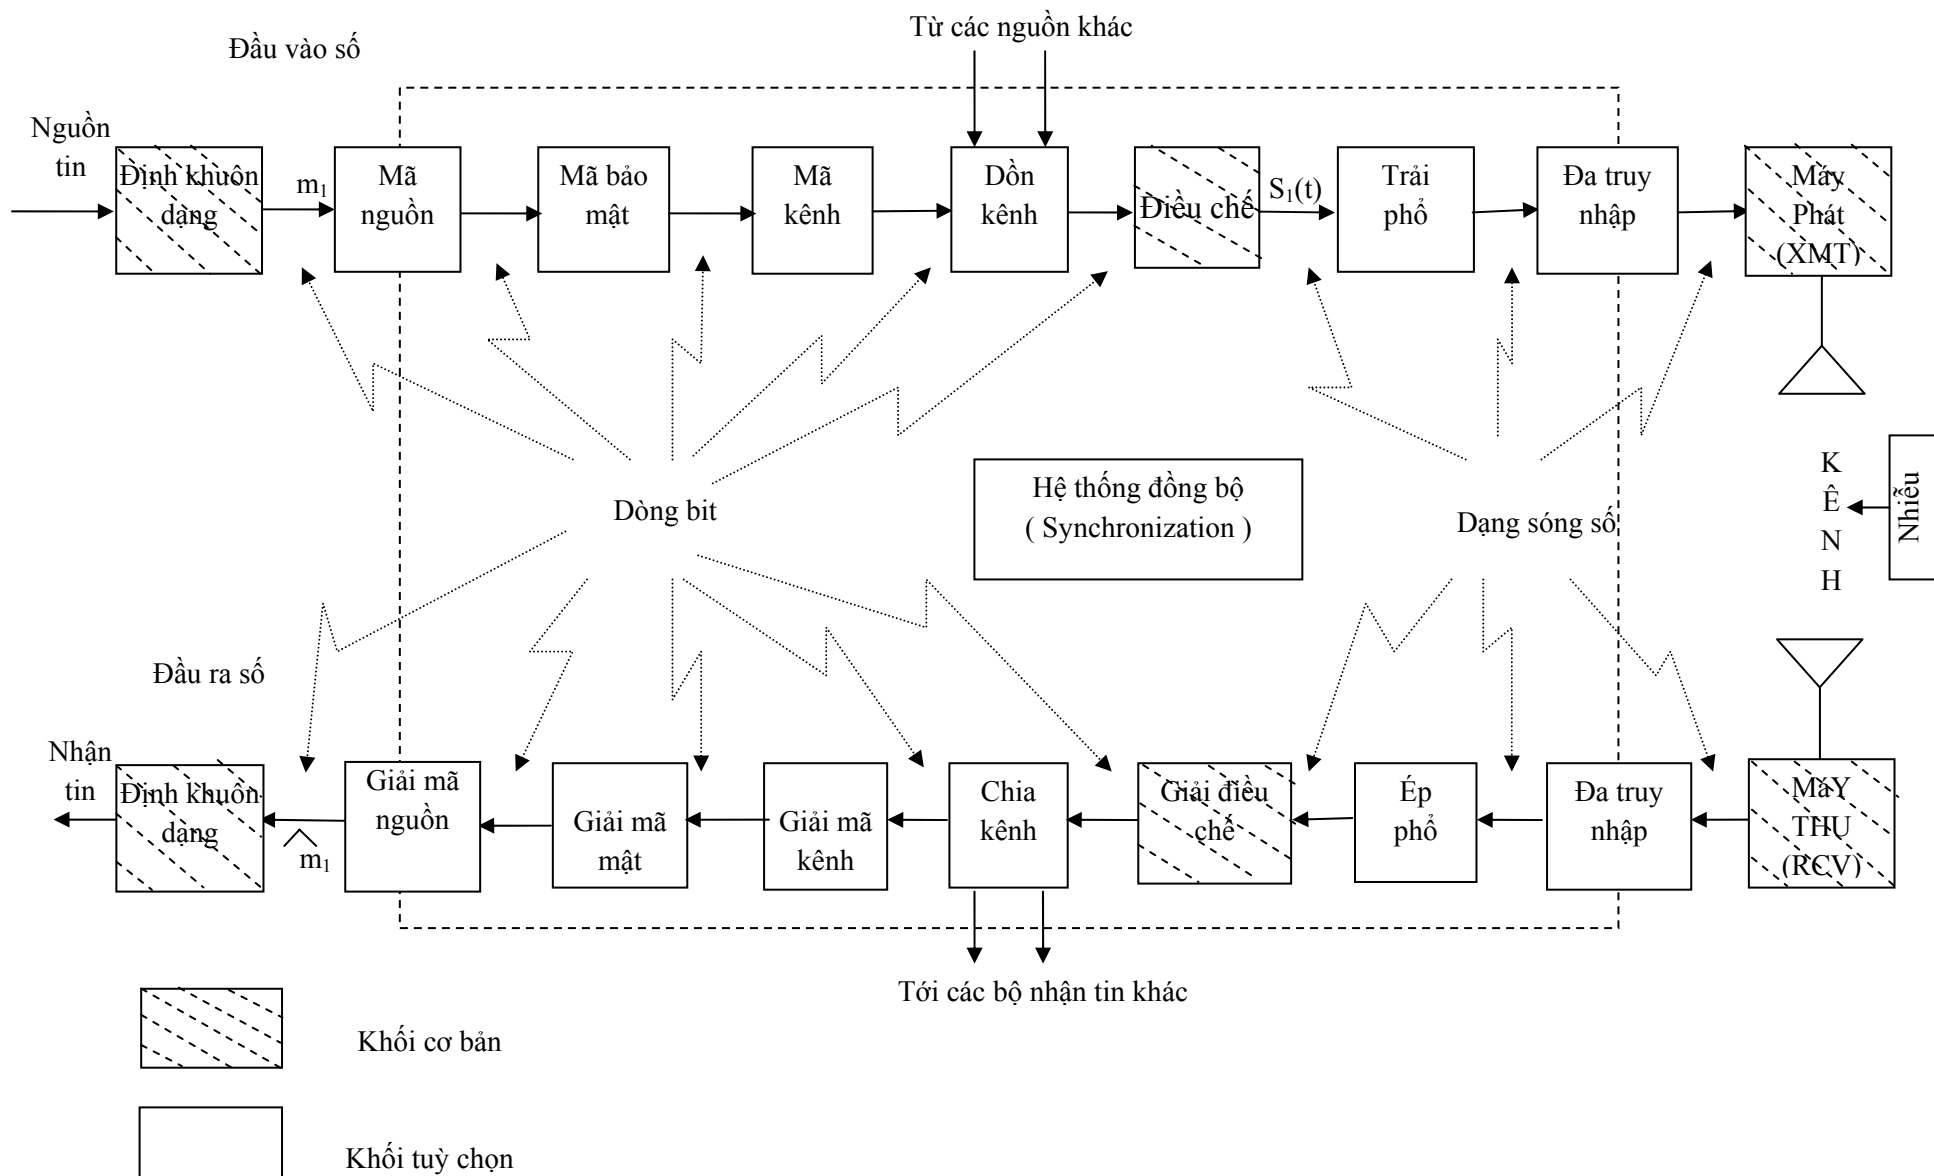 Từ các nguồn khác
Đầu vào số
Nguồn
tin
Định khuôn
dạng
m1
Mã
nguồn
Mã bảo
mật
Mã
kênh
Dồn
kênh
Điều chế
S1(t)
Trải
phổ
Đa truy
nhập
Máy
Phát
(XMT)
Dòng bit
Hệ thống đồng bộ
( Synchronization )
Dạng sóng số
K
Ê
N
H
Nhiễu
Đầu ra số
Nhận
tin
Định khuôn
dạng
m1
Giải mã
nguồn
Giải mã
mật
Giải mã
kênh
Chia
kênh
Giải điều
chế
Ép
phổ
Đa truy
nhập
MáY
THU
(RCV)
Tới các bộ nhận tin khác
Khối cơ bản
Khối tuỳ chọn